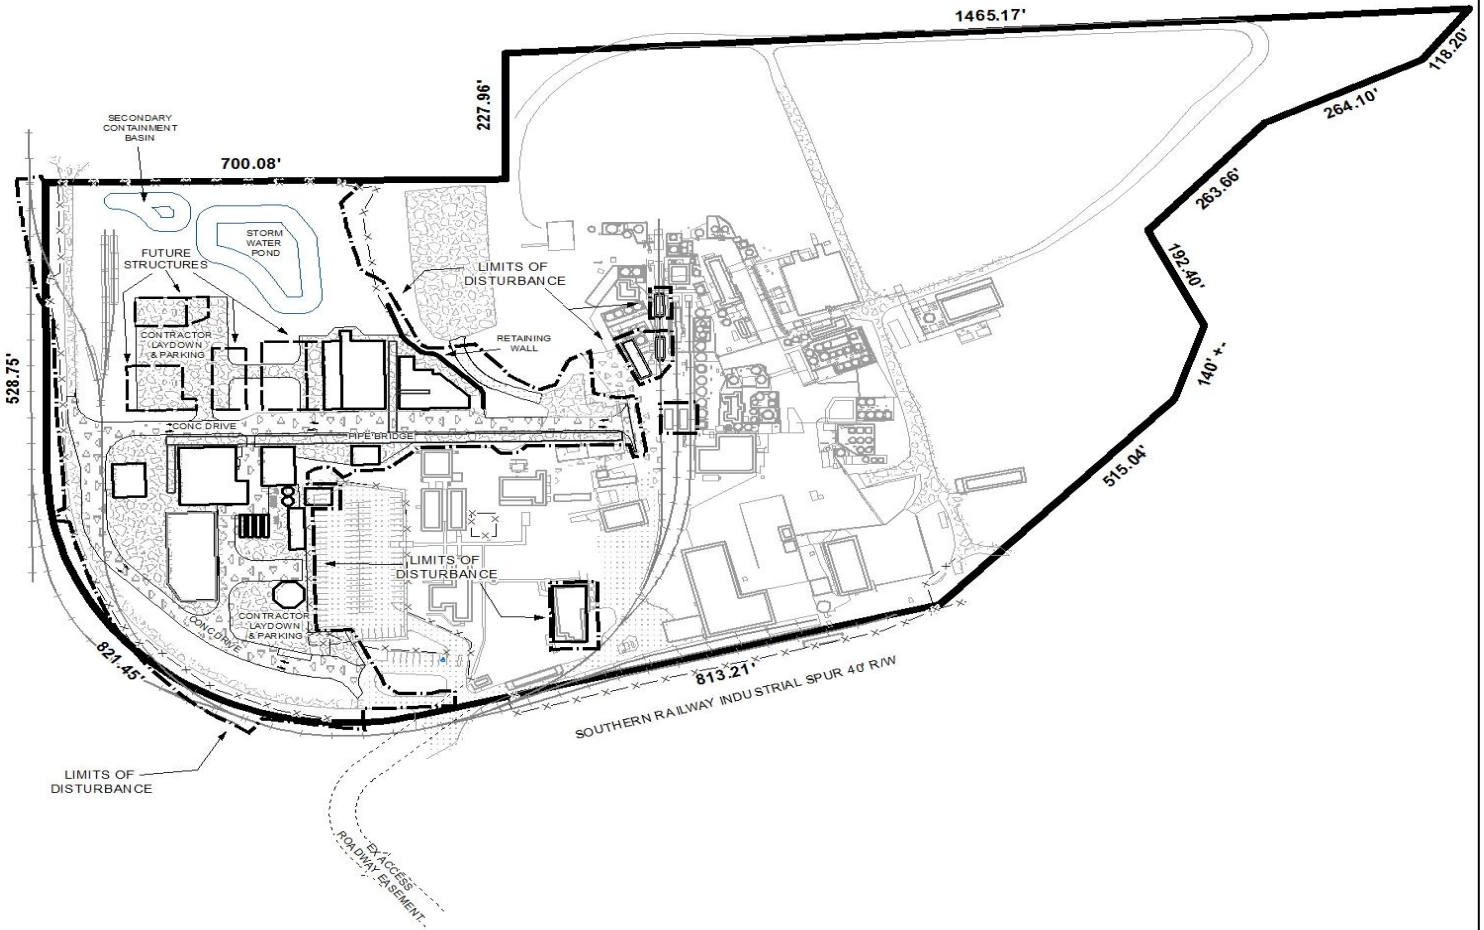 1465.17'
118.20'
264.10'
227.96'
SECONDARY
CONTAINMENT
BASIN
700.08'
263.66'
STORM
WATER
POND
FUTURE
STRUCTURES
192.40'
LIMITS OF
DISTURBANCE
CONTRACTOR
LAYDOWN
& PARKING
RETAINING
WALL
528.75'
140' +-
CONC DRIVE
PIPE BRIDGE
515.04'
LIMITS OF
DISTURBANCE
CONTRACTOR
LAYDOWN
& PARKING
CONC DRIVE
821.45'
813.21'
SOUTHERN RAILWAY INDUSTRIAL SPUR 40' R/W
LIMITS OF
DISTURBANCE
EX ACCESS
ROADWAY EASEMENT